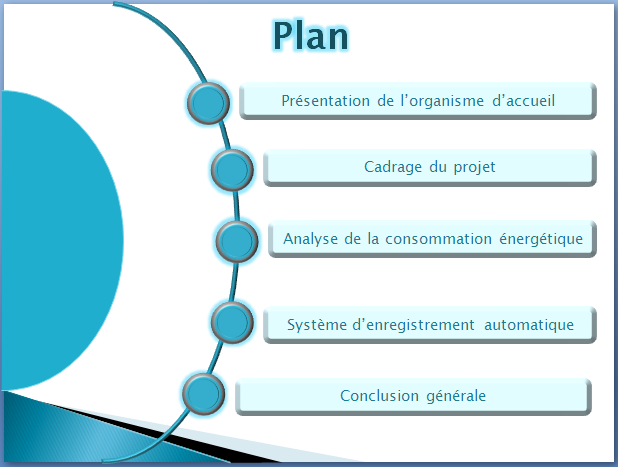 Plan
Présentation de l'organisme d'accueil
Cadrage du projet
Analyse de la consommation énergétique
Système d'enregistrement automatique
Conclusion générale